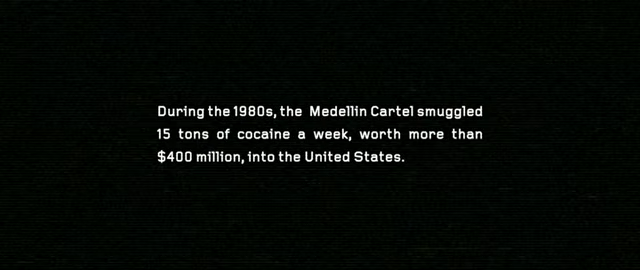 During the 1980s, the Medellin Cartel smuggled
15 tons of cocaine a week, worth more than
$400 million, into the United States.